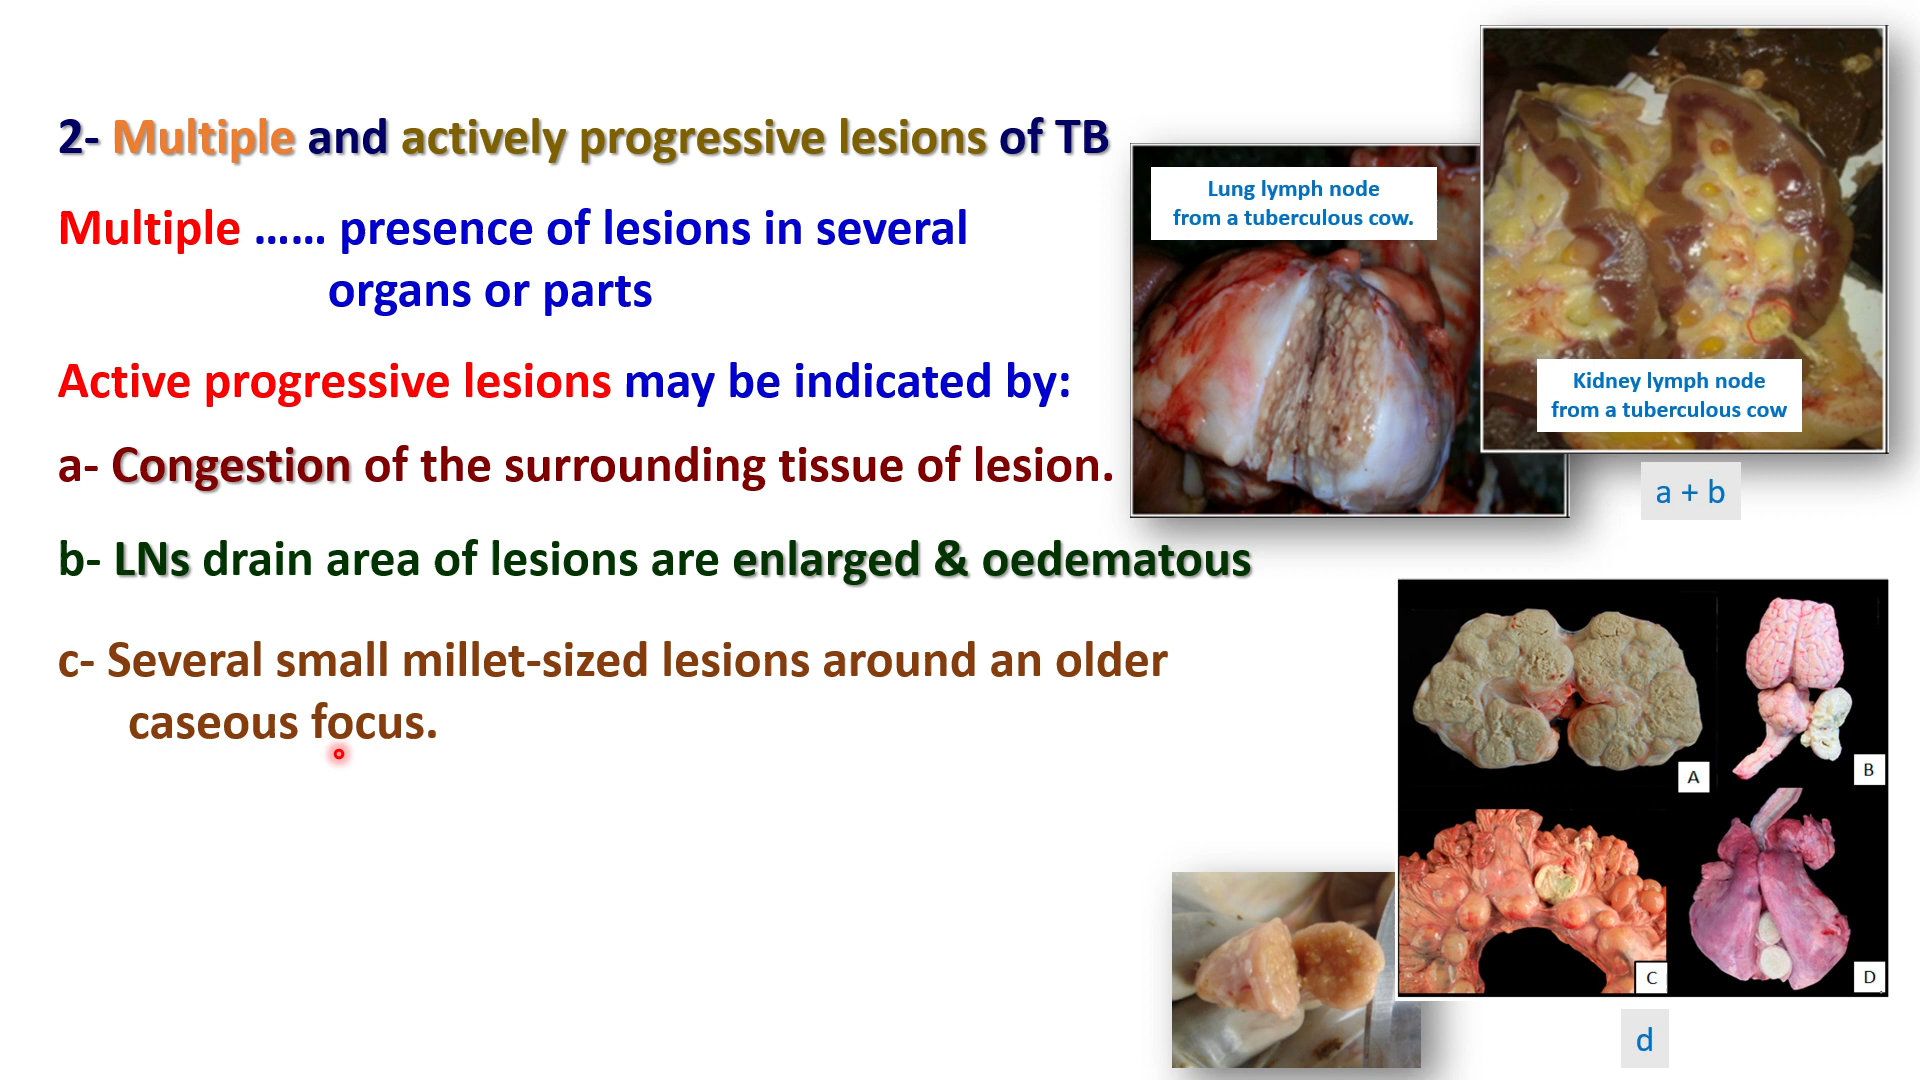 2- Multiple and actively progressive lesions of TB
Multiple …… presence of lesions in several
organs or parts
Active progressive lesions may be indicated by:
a- Congestion of the surrounding tissue of lesion.
b- LNs drain area of lesions are enlarged & oedematous
c- Several small millet-sized lesions around an older
caseous focus.
Lung lymph node
from a tuberculous cow.
Kidney lymph node
from a tuberculous cow
a + b
A
B
C
D
d